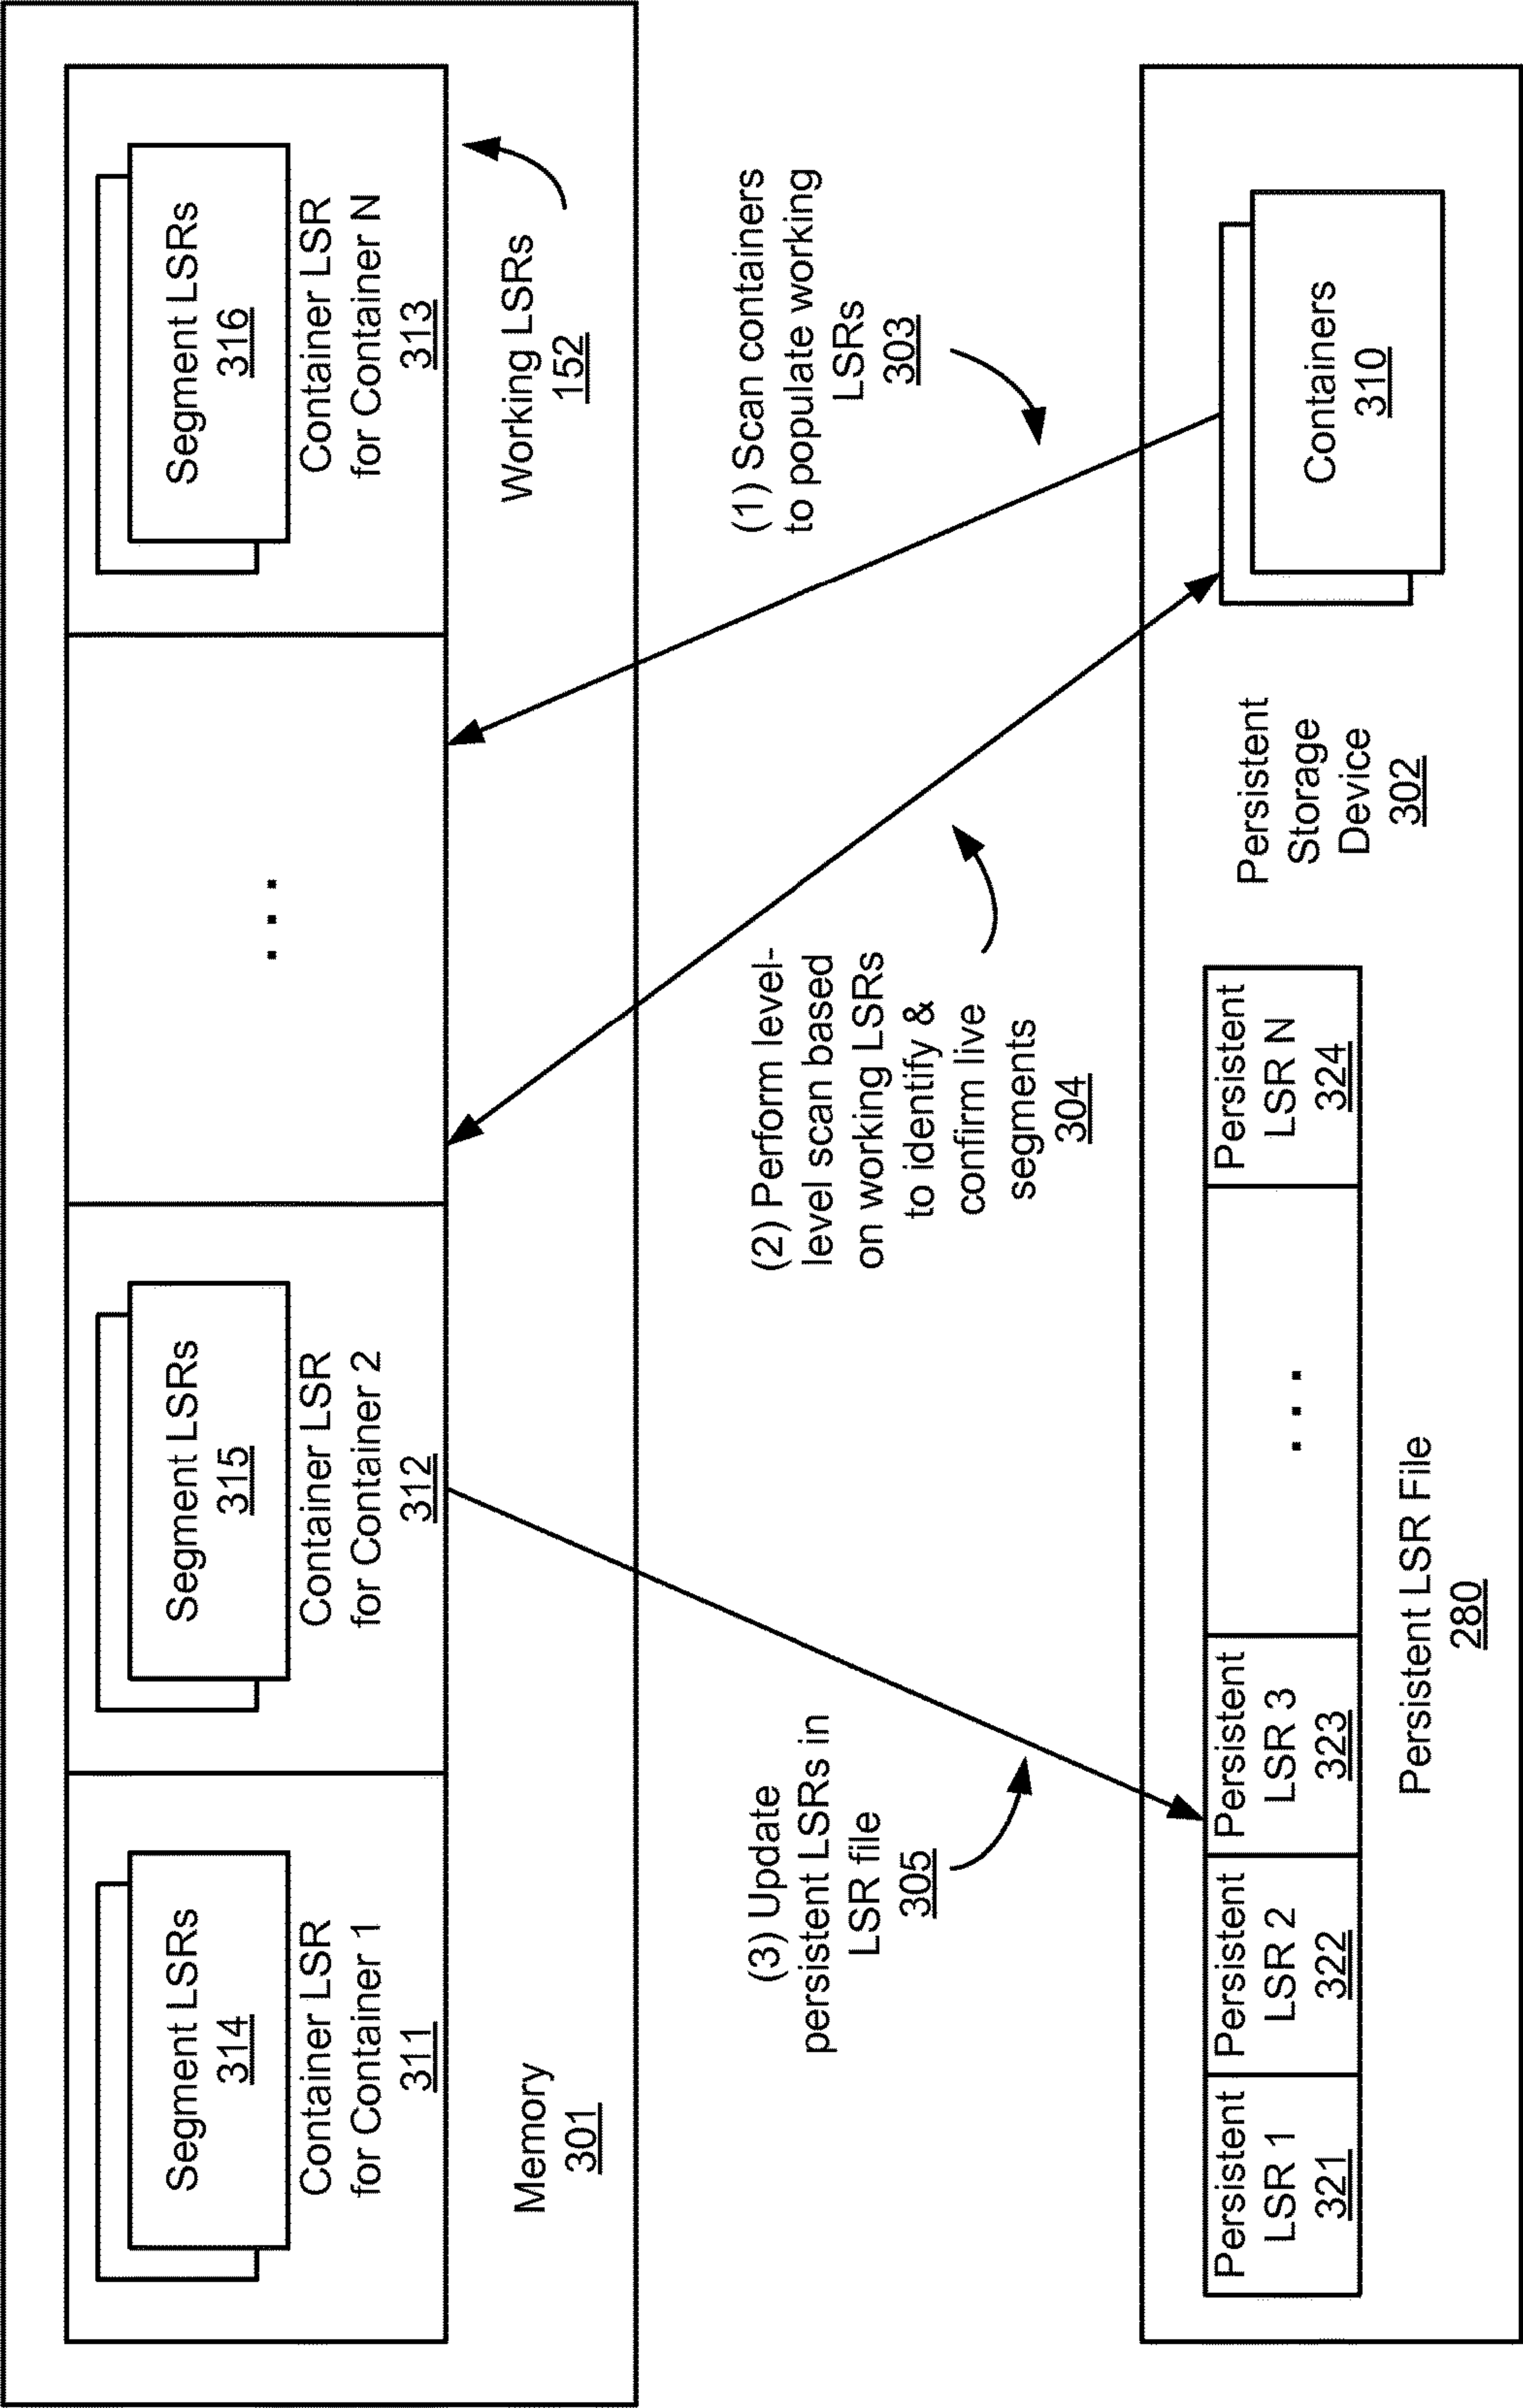 Segment LSRs
314
Container LSR
for Container 1
311
Segment LSRs
315
Container LSR
for Container 2
312
. . .
Segment LSRs
316
Container LSR
for Container N
313
Memory
301
Working LSRs
152
(3) Update
persistent LSRs in
LSR file
305
(2) Perform level-
level scan based
on working LSRs
to identify &
confirm live
segments
304
(1) Scan containers
to populate working
LSRs
303
Persistent
LSR 1
321
Persistent
LSR 2
322
Persistent
LSR 3
323
. . .
Persistent
LSR N
324
Persistent LSR File
280
Persistent
Storage
Device
302
Containers
310